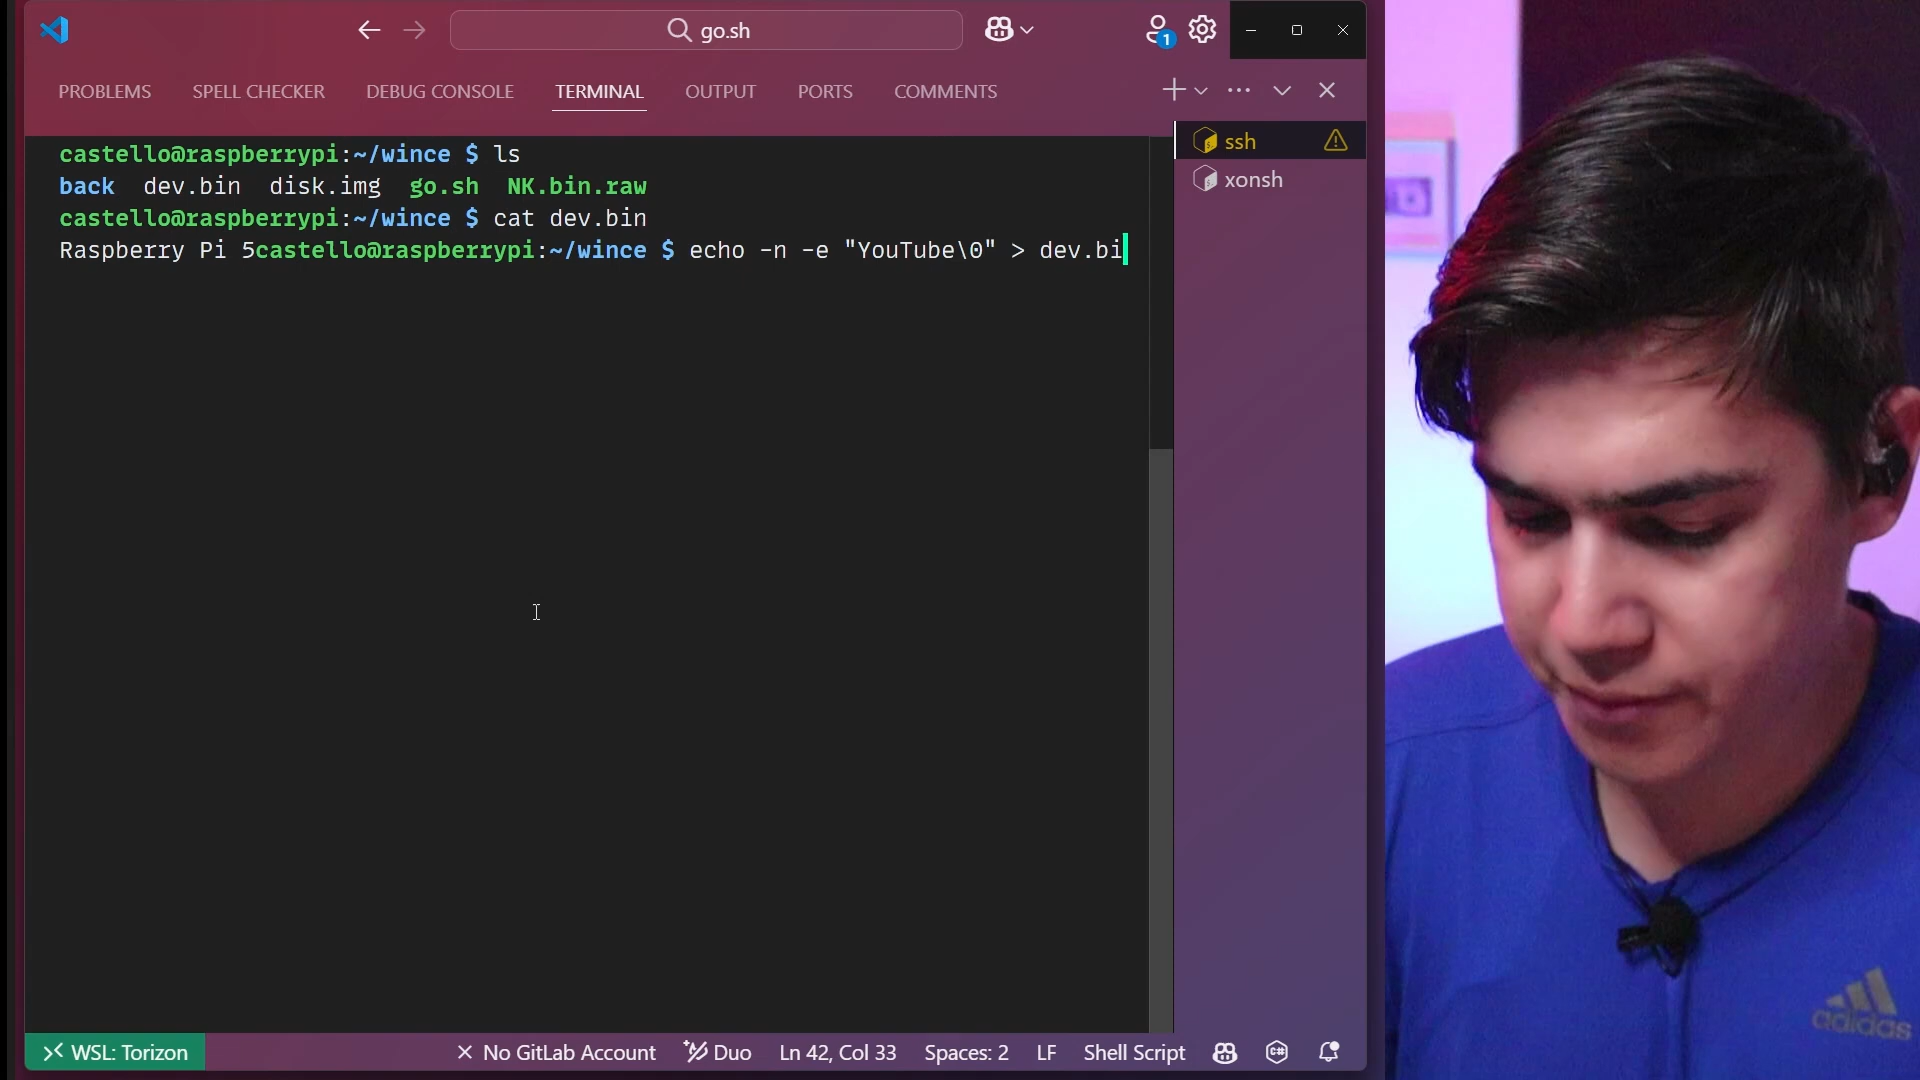 go.sh
1
PROBLEMS SPELL CHECKER DEBUG CONSOLE TERMINAL OUTPUT PORTS COMMENTS
castello@raspberrypi:~/wince $ ls
back dev.bin disk.img go.sh NK.bin.raw
castello@raspberrypi:~/wince $ cat dev.bin
Raspberry Pi 5castello@raspberrypi:~/wince $ echo -n -e "YouTube\0" > dev.bi
ssh
xonsh
adidas
WSL: Torizon No GitLab Account Duo Ln 42, Col 33 Spaces: 2 LF Shell Script